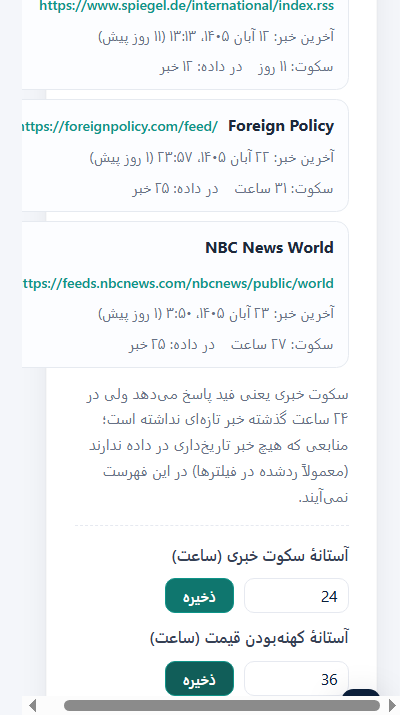 https://www.spiegel.de/international/index.rss
آخرین خبر: ۱۲ آبان ۱۴۰۵، ۱۳:۱۳ (۱۱ روز پیش)
سکوت: ۱۱ روز در داده: ۱۲ خبر
Foreign Policy https://foreignpolicy.com/feed/
آخرین خبر: ۲۲ آبان ۱۴۰۵، ۲۳:۵۷ (۱ روز پیش)
سکوت: ۳۱ ساعت در داده: ۲۵ خبر
NBC News World
ttps://feeds.nbcnews.com/nbcnews/public/world
آخرین خبر: ۲۳ آبان ۱۴۰۵، ۳:۵۰ (۱ روز پیش)
سکوت: ۲۷ ساعت در داده: ۲۵ خبر
سکوت خبری یعنی فید پاسخ می‌دهد ولی در
۲۴ ساعت گذشته خبر تازه‌ای نداشته است؛
منابعی که هیچ خبر تاریخ‌داری در داده ندارند
(معمولاً ردشده در فیلترها) در این فهرست
نمی‌آیند.
آستانهٔ سکوت خبری (ساعت)
24 ذخیره
آستانهٔ کهنه‌بودن قیمت (ساعت)
36 ذخیره